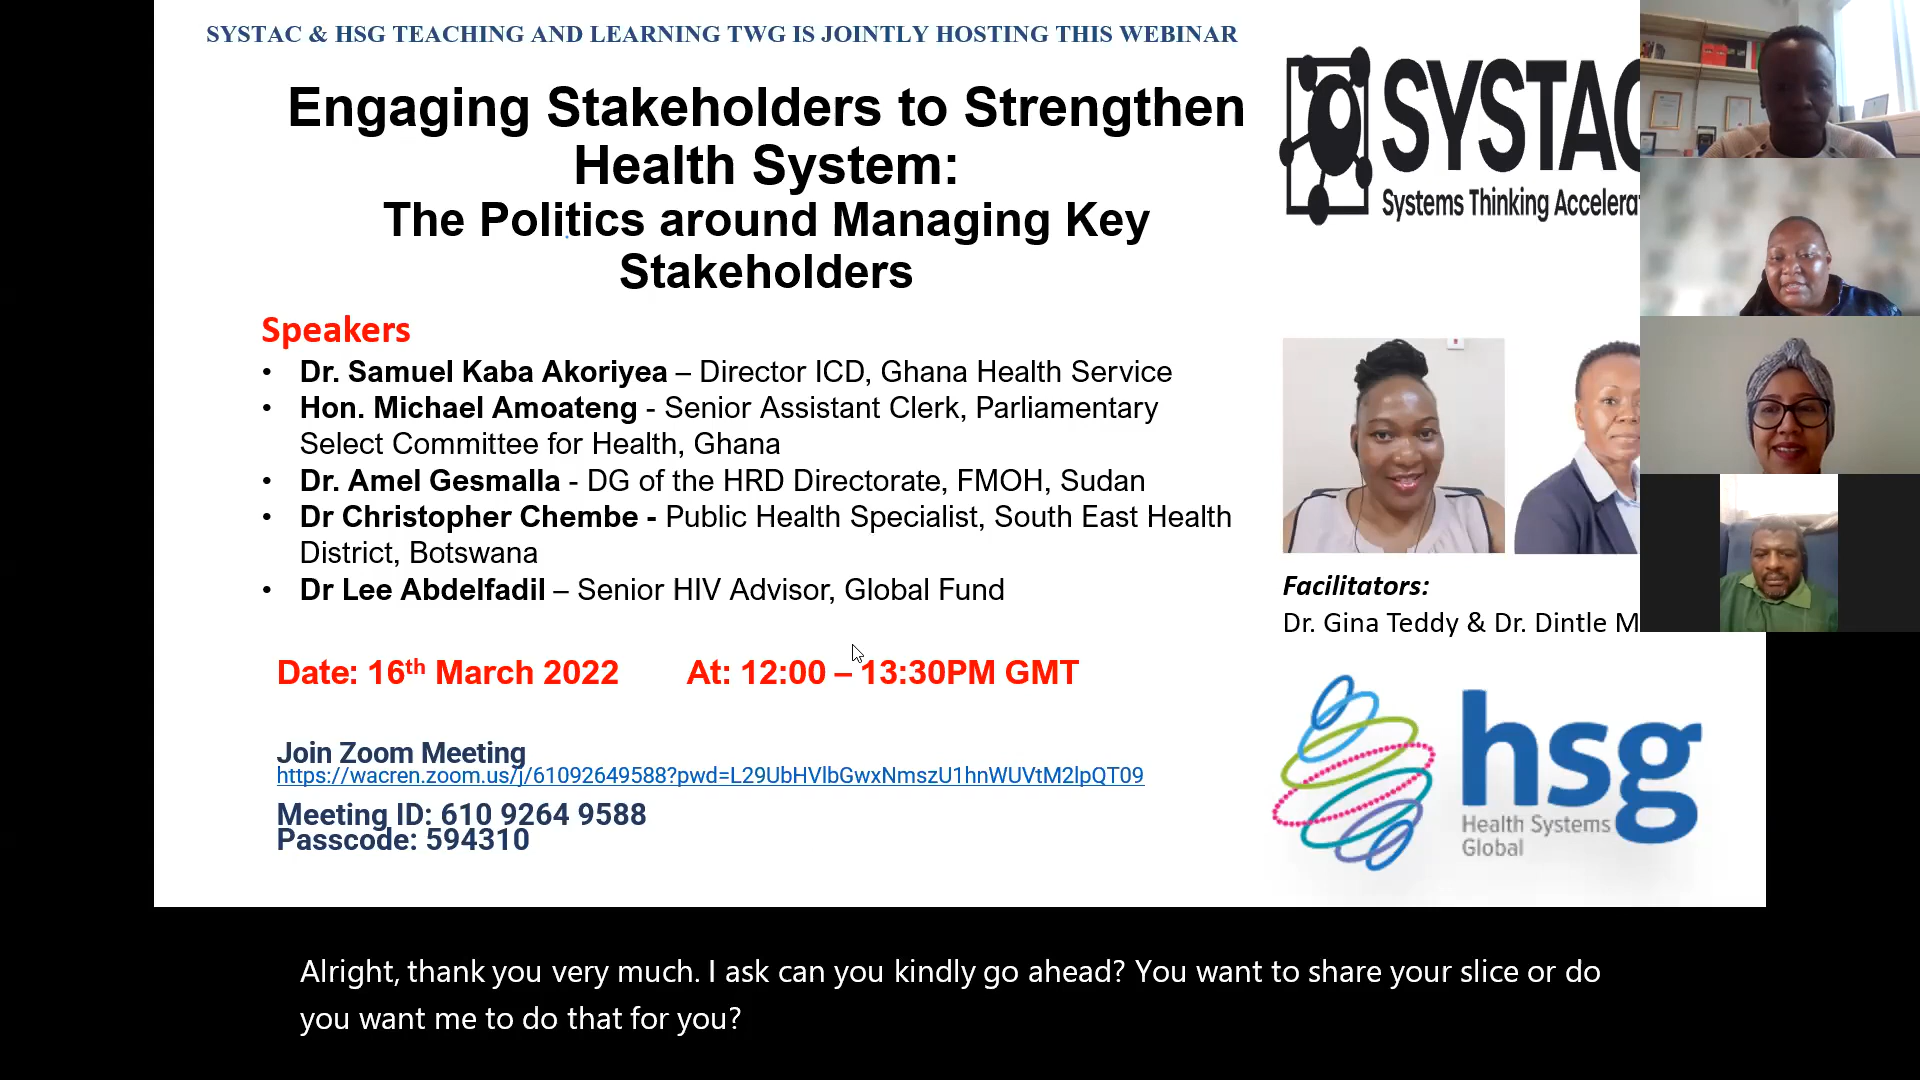 SYSTAC & HSG TEACHING AND LEARNING TWG IS JOINTLY HOSTING THIS WEBINAR
Engaging Stakeholders to Strengthen
Health System:
The Politics around Managing Key
Stakeholders
Speakers
• Dr. Samuel Kaba Akoriyea – Director ICD, Ghana Health Service
• Hon. Michael Amoateng - Senior Assistant Clerk, Parliamentary
Select Committee for Health, Ghana
• Dr. Amel Gesmalla - DG of the HRD Directorate, FMOH, Sudan
• Dr Christopher Chembe - Public Health Specialist, South East Health
District, Botswana
• Dr Lee Abdelfadil – Senior HIV Advisor, Global Fund
Date: 16th March 2022 At: 12:00 – 13:30PM GMT
Join Zoom Meeting
https://wacren.zoom.us/j/61092649588?pwd=L29UbHVlbGwxNmszU1hnWUVtM2lpQT09
Meeting ID: 610 9264 9588
Passcode: 594310
SYSTAC
Systems Thinking Accelerat
Facilitators:
Dr. Gina Teddy & Dr. Dintle M
hsg
Health Systems
Global
Alright, thank you very much. I ask can you kindly go ahead? You want to share your slice or do
you want me to do that for you?